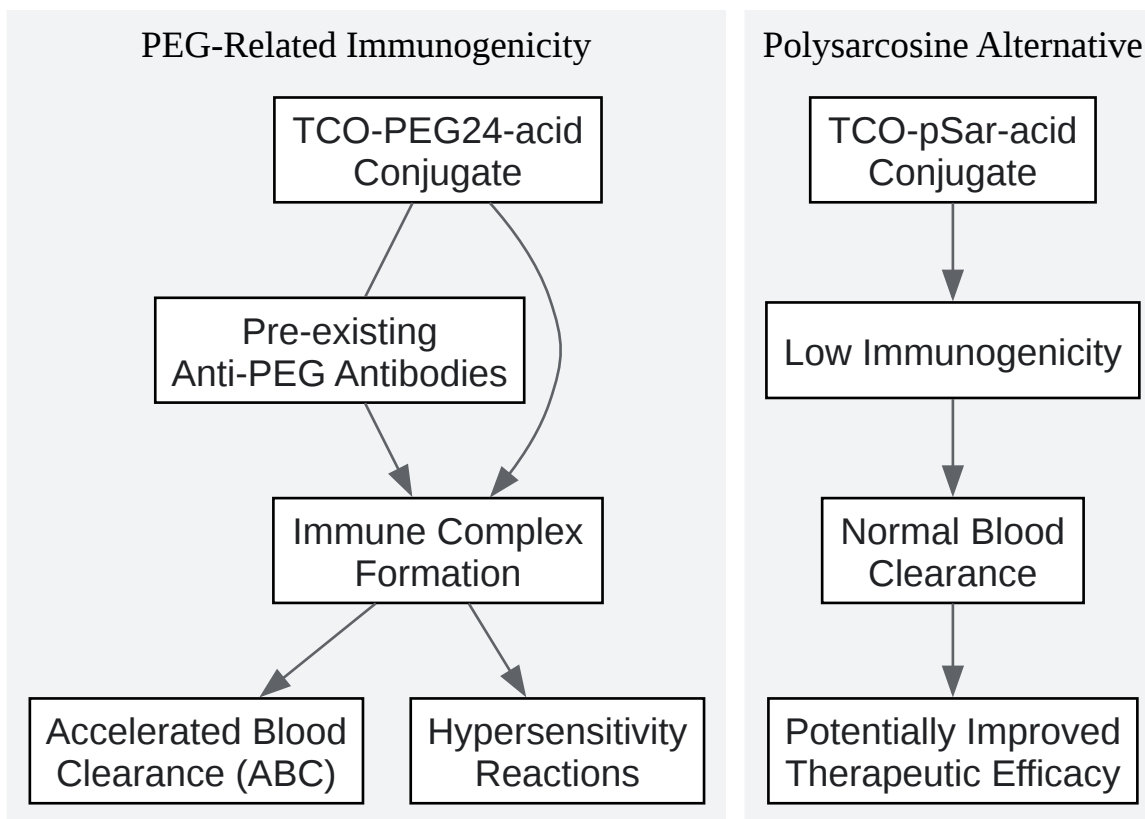 PEG-Related Immunogenicity
TCO-PEG24-acid
Conjugate
Pre-existing
Anti-PEG Antibodies
Immune Complex
Formation
Accelerated Blood
Clearance (ABC)
Hypersensitivity
Reactions
Polysarcosine Alternative
TCO-pSar-acid
Conjugate
Low Immunogenicity
Normal Blood
Clearance
Potentially Improved
Therapeutic Efficacy